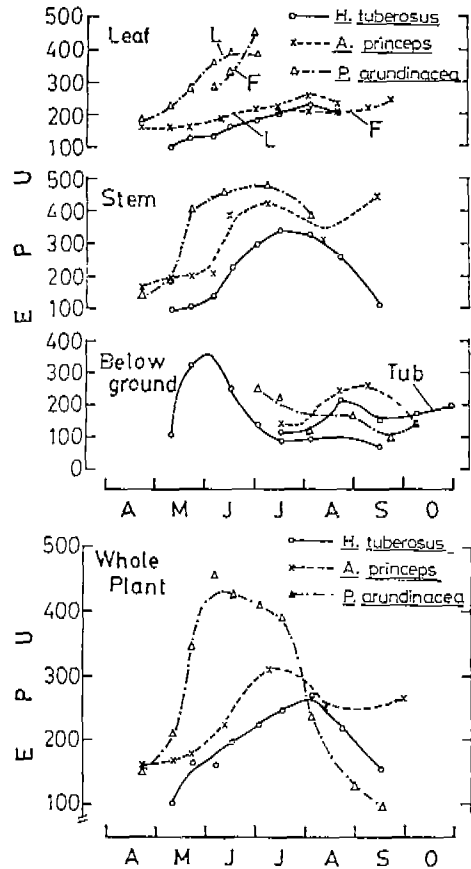 500
400
300
200
100
Leaf
L
F
L
F
H. tuberosus
A. princeps
P. arundinacea
500
400
300
200
100
Stem
E P U
400
300
200
100
0
Below
ground
Tub
A M J J A S O
500
400
300
200
100
Whole
Plant
H. tuberosus
A. princeps
P. arundinacea
E P U
A M J J A S O